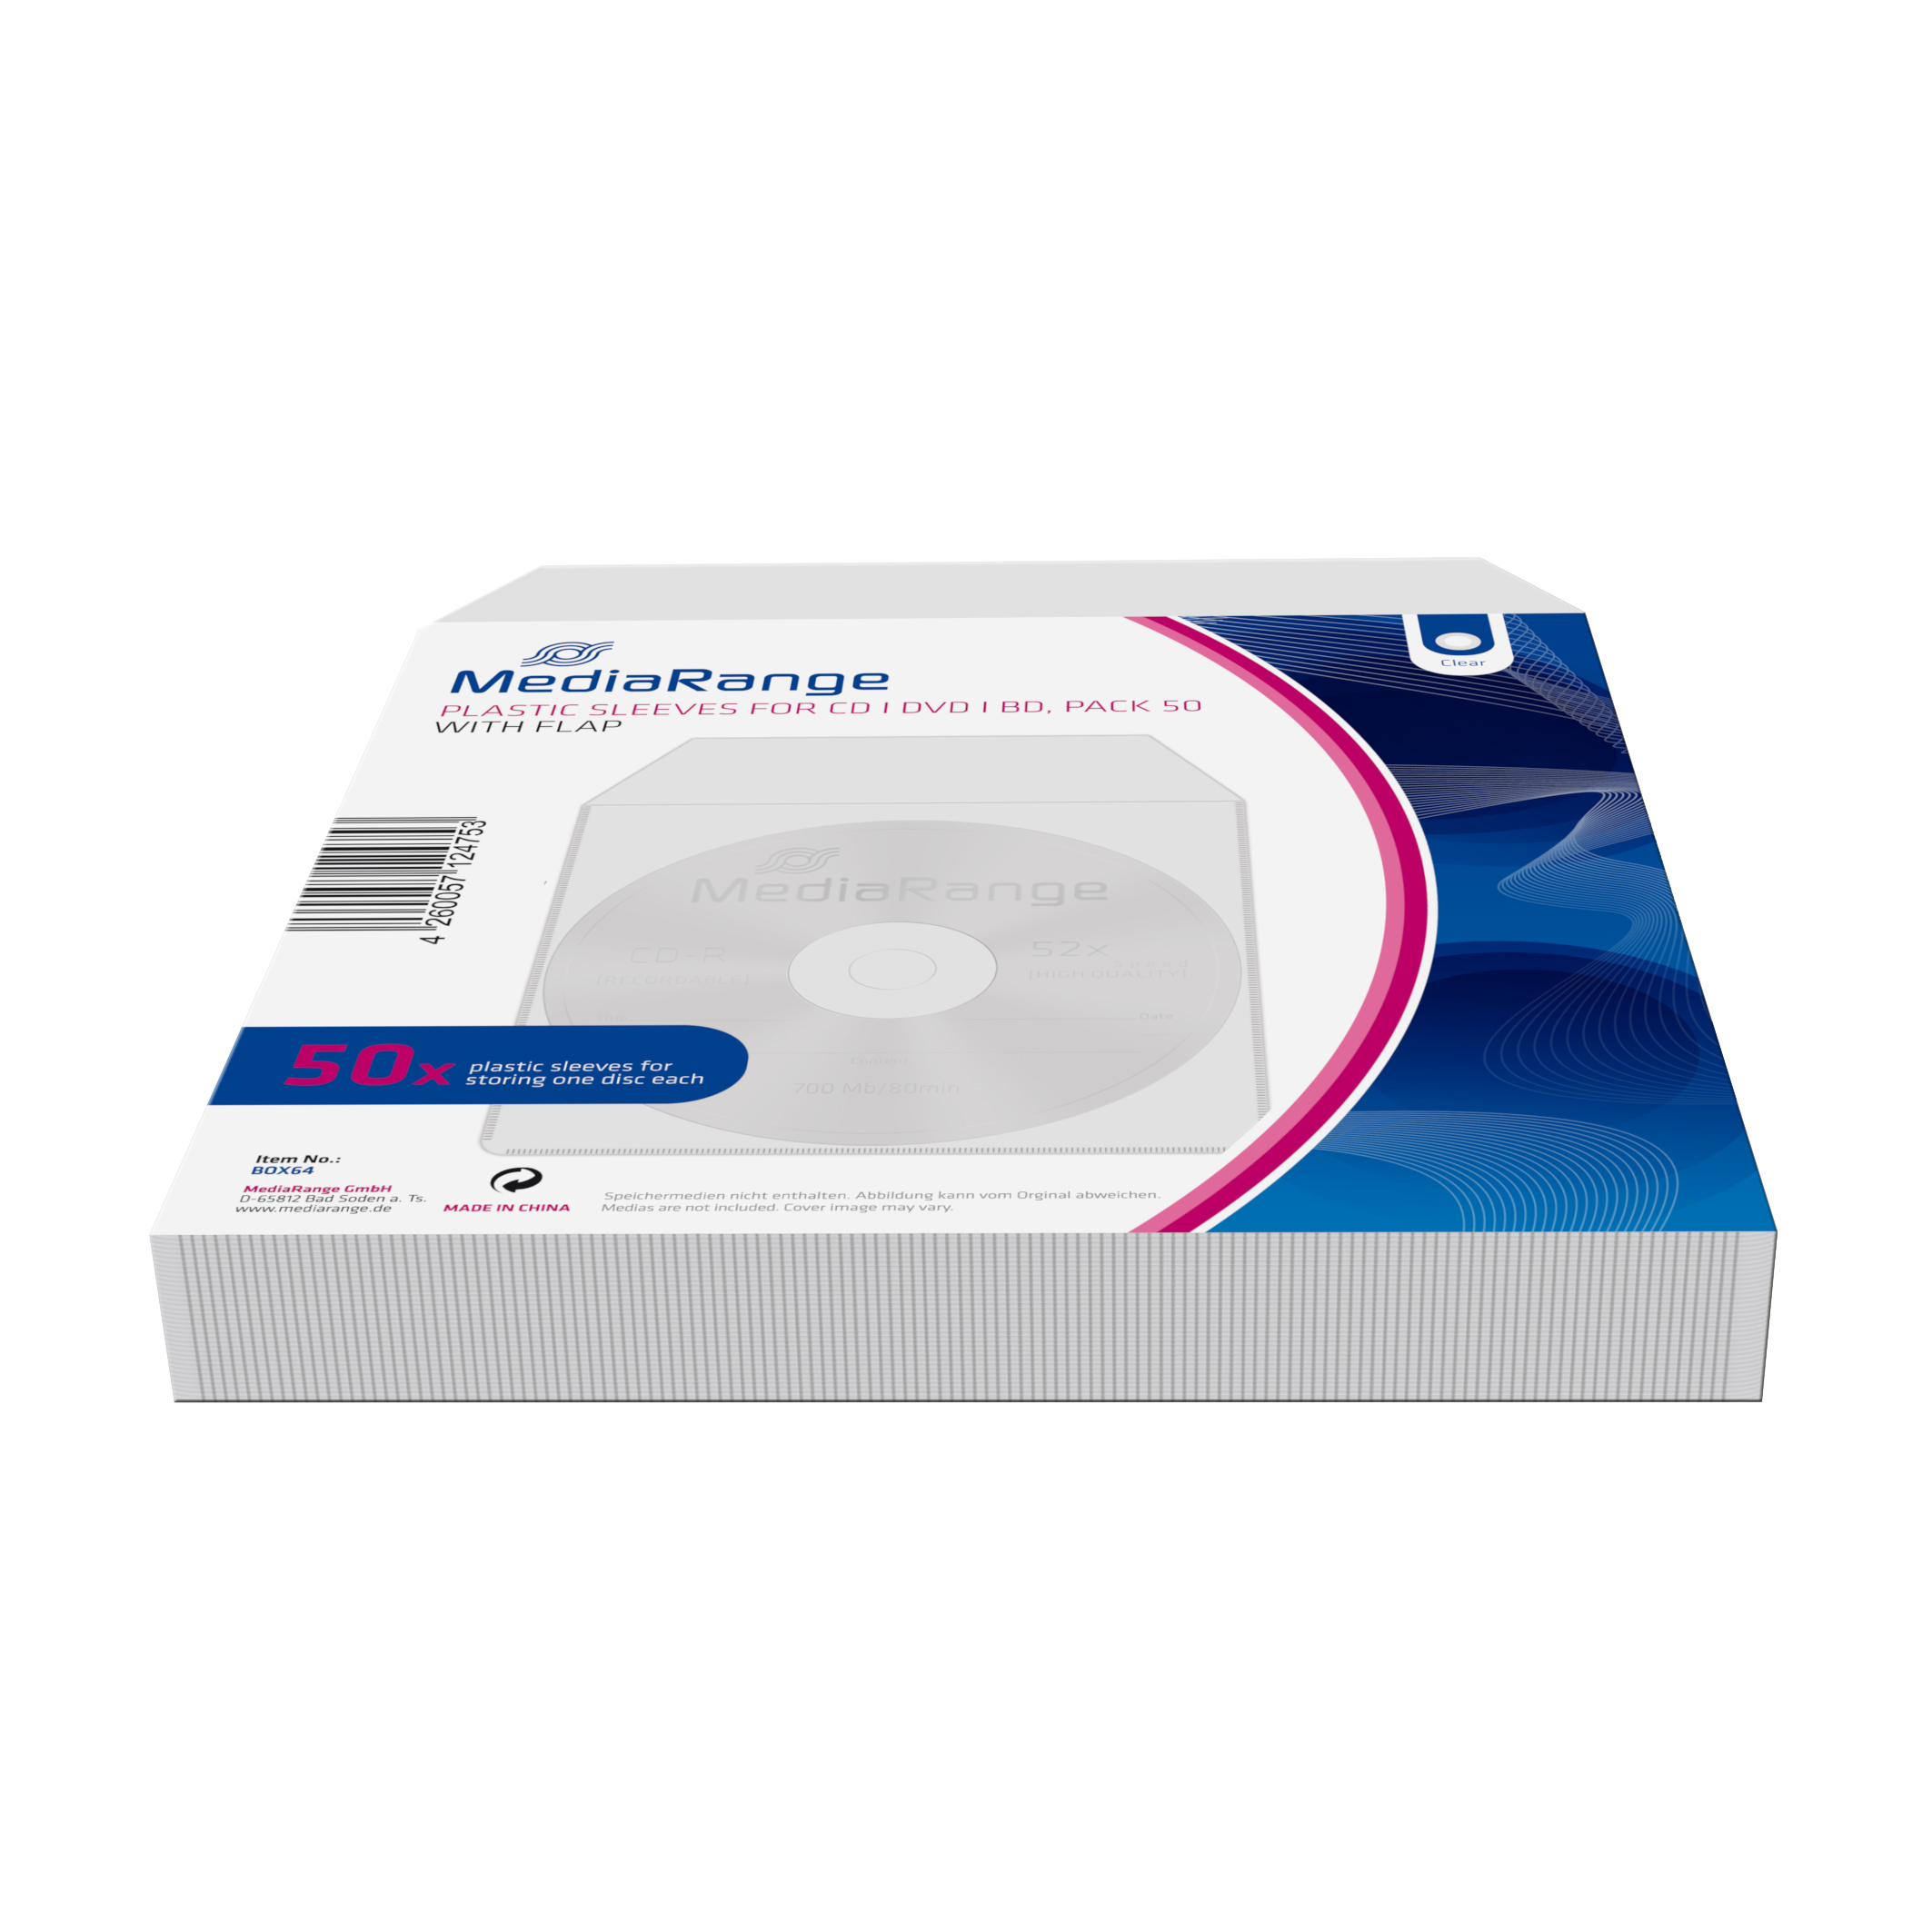 MediaRange
PLASTIC SLEEVES FOR CD I DVD I BD, PACK 50
WITH FLAP
Clear
4 260057 124753
MediaRange
CD-R
[RECORDABLE]
52x
Speed
[HIGH QUALITY]
Title
Date
Content
700 Mb/80min
50x plastic sleeves for
storing one disc each
Item No.:
BOX64
MediaRange GmbH
D-65812 Bad Soden a. Ts.
www.mediarange.de
MADE IN CHINA
Speichermedien nicht enthalten. Abbildung kann vom Orginal abweichen.
Medias are not included. Cover image may vary.